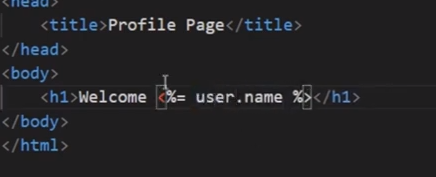 <head>
<title>Profile Page</title>
</head>
<body>
<h1>Welcome <%= user.name %></h1>
</body>
</html>